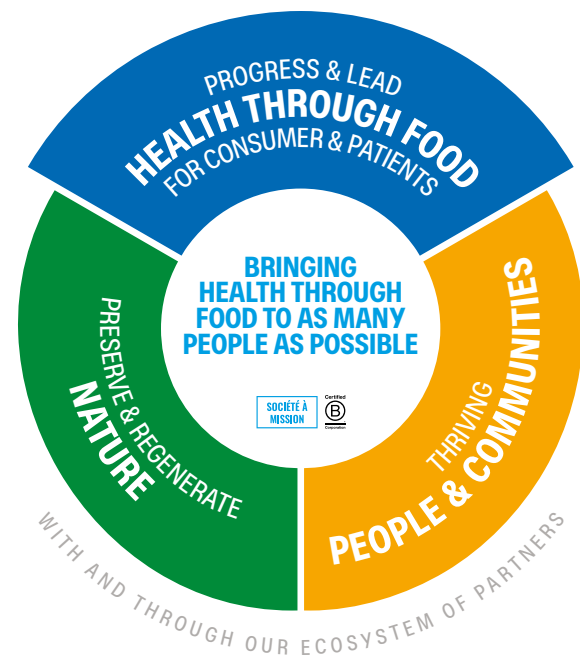 PROGRESS & LEAD
HEALTH THROUGH FOOD
FOR CONSUMER & PATIENTS
BRINGING
HEALTH THROUGH
FOOD TO AS MANY
PEOPLE AS POSSIBLE
SOCIÉTÉ À
MISSION
Certified
B
Corporation
PRESERVE & REGENERATE
NATURE
THRIVING
PEOPLE & COMMUNITIES
WITH AND THROUGH OUR ECOSYSTEM OF PARTNERS